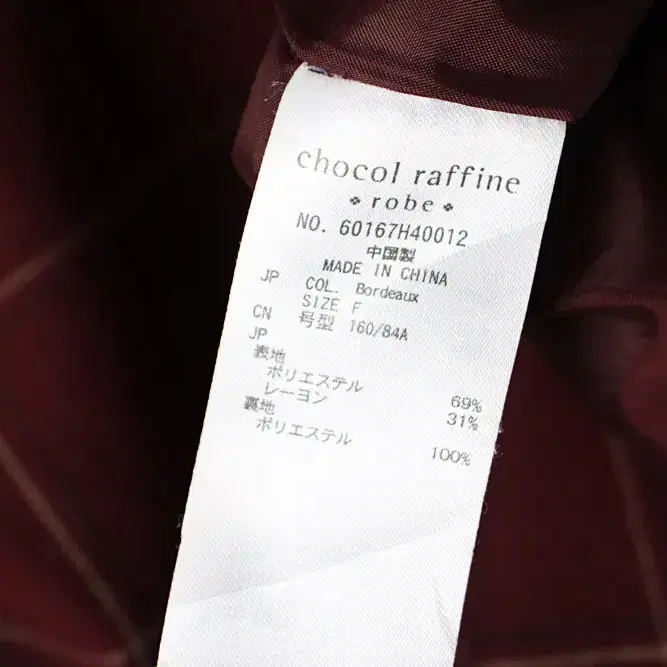 chocol raffine
robe
NO. 60167H40012
中国製
MADE IN CHINA
JP COL. Bordeaux
SIZE F
CN 号型 160/84A
JP
表地
ポリエステル 69%
レーヨン 31%
裏地
ポリエステル 100%